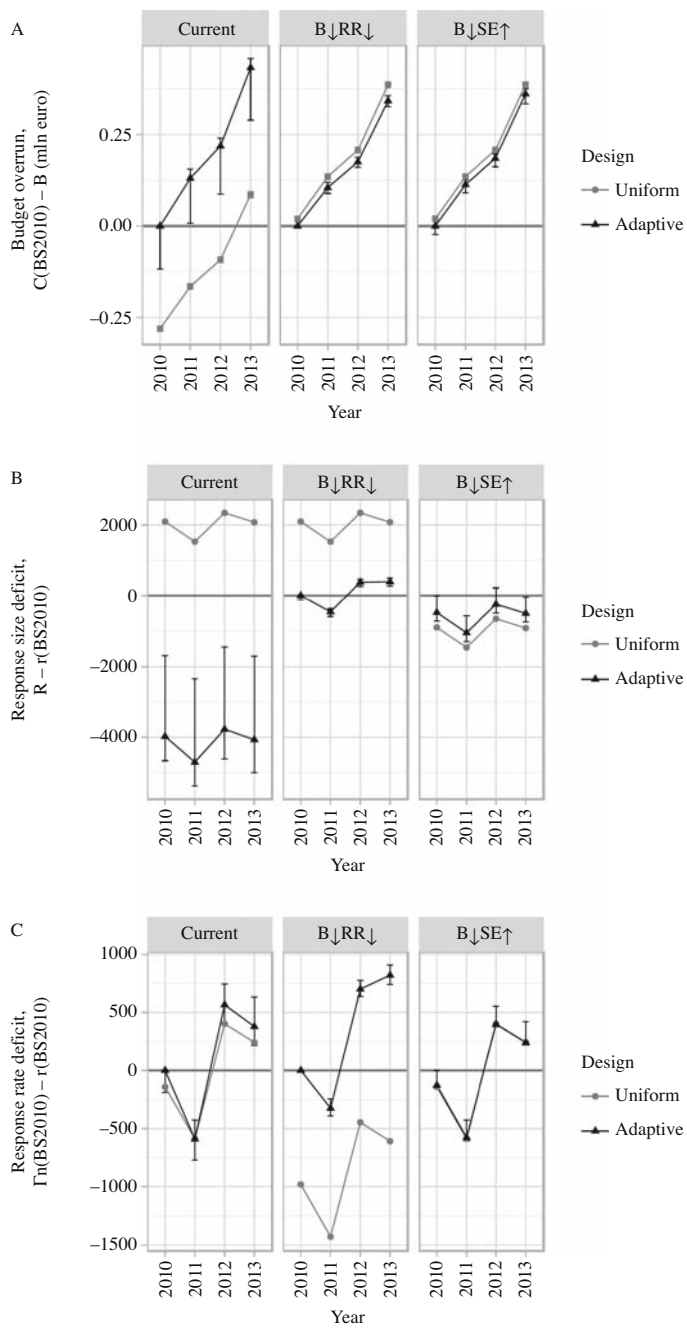 A
Current
B↓RR↓
B↓SE↑
Budget overrun,
C(BS2010) – B (mln euro)
0.25
0.00
–0.25
2010
2011
2012
2013
2010
2011
2012
2013
2010
2011
2012
2013
Year
Design
Uniform
Adaptive
B
Current
B↓RR↓
B↓SE↑
Response size deficit,
R – r(BS2010)
2000
0
–2000
–4000
2010
2011
2012
2013
2010
2011
2012
2013
2010
2011
2012
2013
Year
Design
Uniform
Adaptive
C
Current
B↓RR↓
B↓SE↑
Response rate deficit,
Γn(BS2010) – r(BS2010)
1000
500
0
–500
–1000
–1500
2010
2011
2012
2013
2010
2011
2012
2013
2010
2011
2012
2013
Year
Design
Uniform
Adaptive